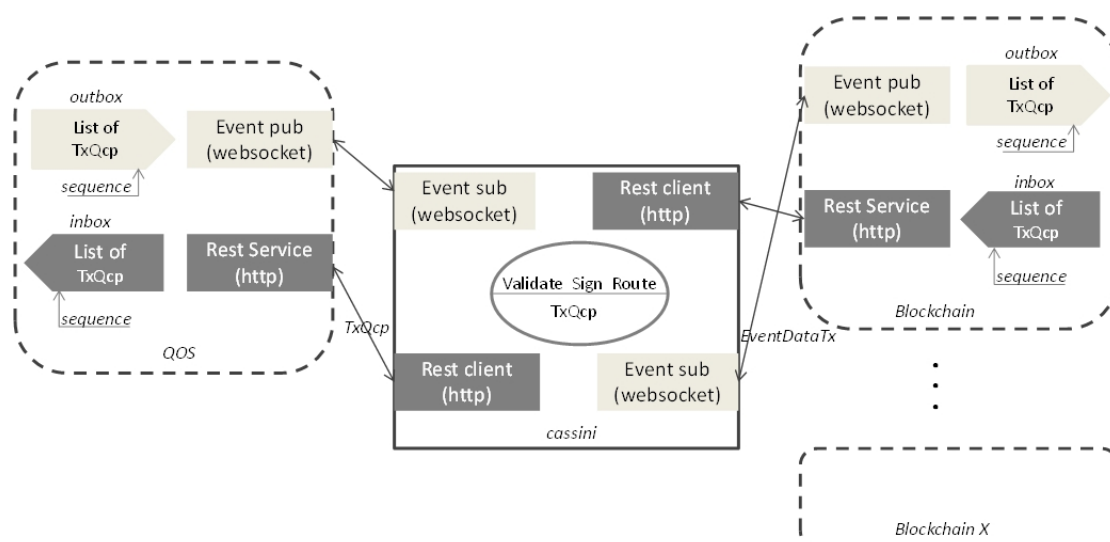 outbox
List of
TxQcp
sequence
Event pub
(websocket)
inbox
List of
TxQcp
sequence
Rest Service
(http)
QOS
TxQcp
Event sub
(websocket)
Rest client
(http)
Validate Sign Route
TxQcp
Rest client
(http)
Event sub
(websocket)
cassini
EventDataTx
Event pub
(websocket)
outbox
List of
TxQcp
sequence
Rest Service
(http)
inbox
List of
TxQcp
sequence
Blockchain
Blockchain X